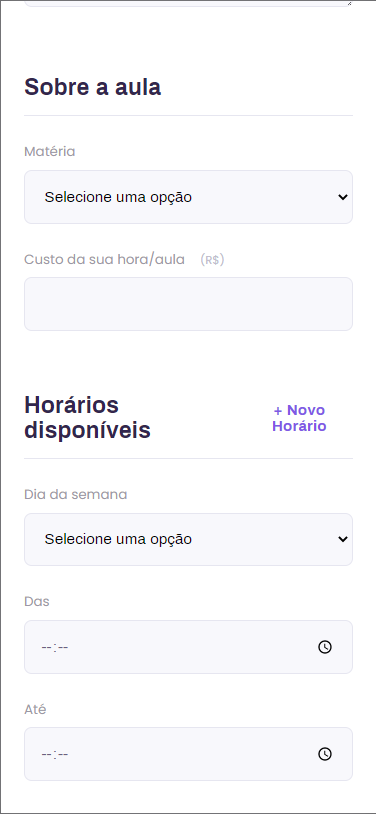 Sobre a aula
Matéria
Selecione uma opção
Custo da sua hora/aula (R$)
Horários
disponíveis
+ Novo
Horário
Dia da semana
Selecione uma opção
Das
--:--
Até
--:--